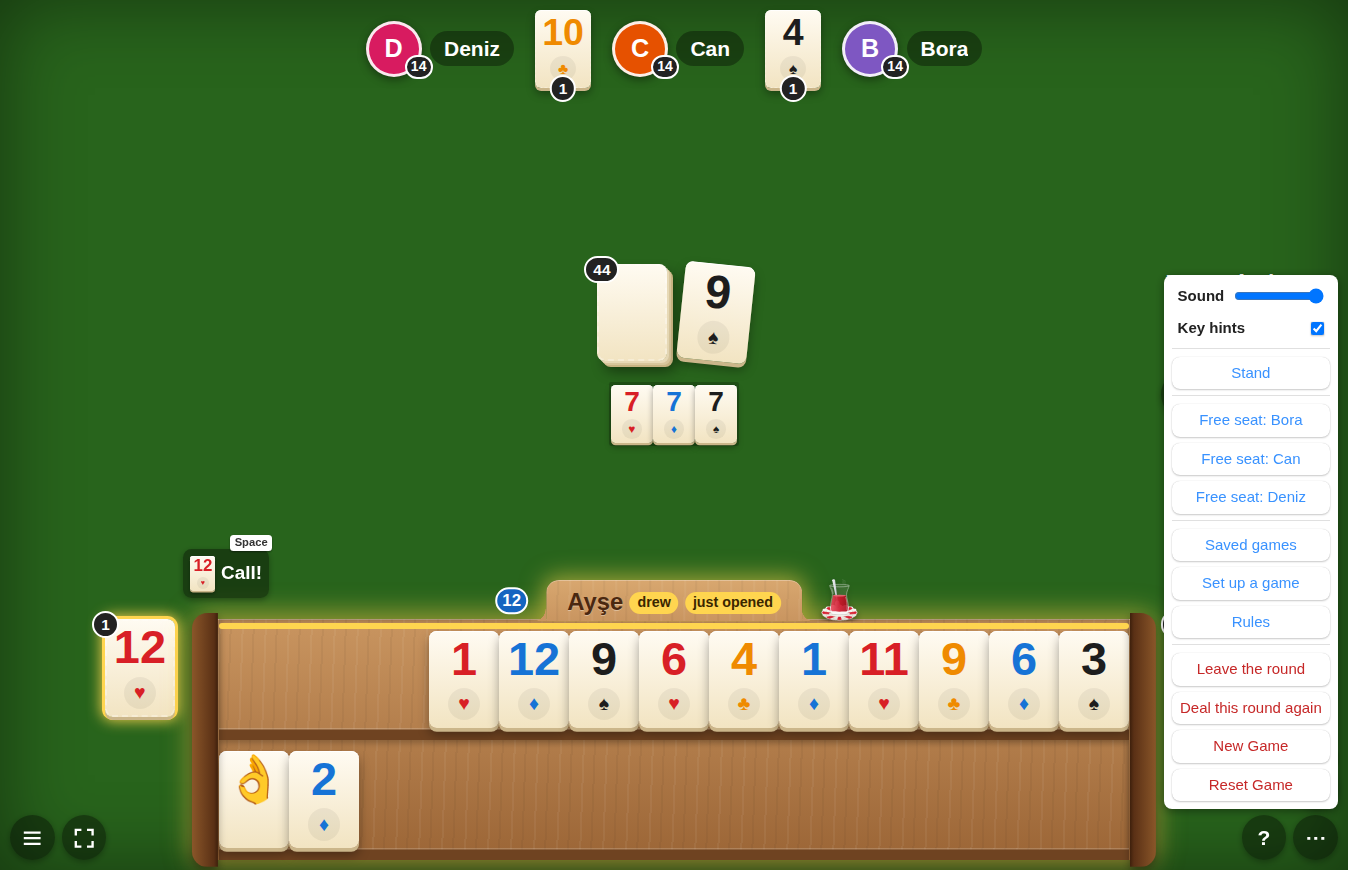 D
14
Deniz
10
1
C
14
Can
4
1
B
14
Bora
44
9
7
7
7
Sound
Key hints
Stand
Free seat: Bora
Free seat: Can
Free seat: Deniz
Saved games
Set up a game
Rules
Leave the round
Deal this round again
New Game
Reset Game
Space
12
Call!
12
Ayşe
drew
just opened
1
12
1
12
9
6
4
1
11
9
6
3
2
?